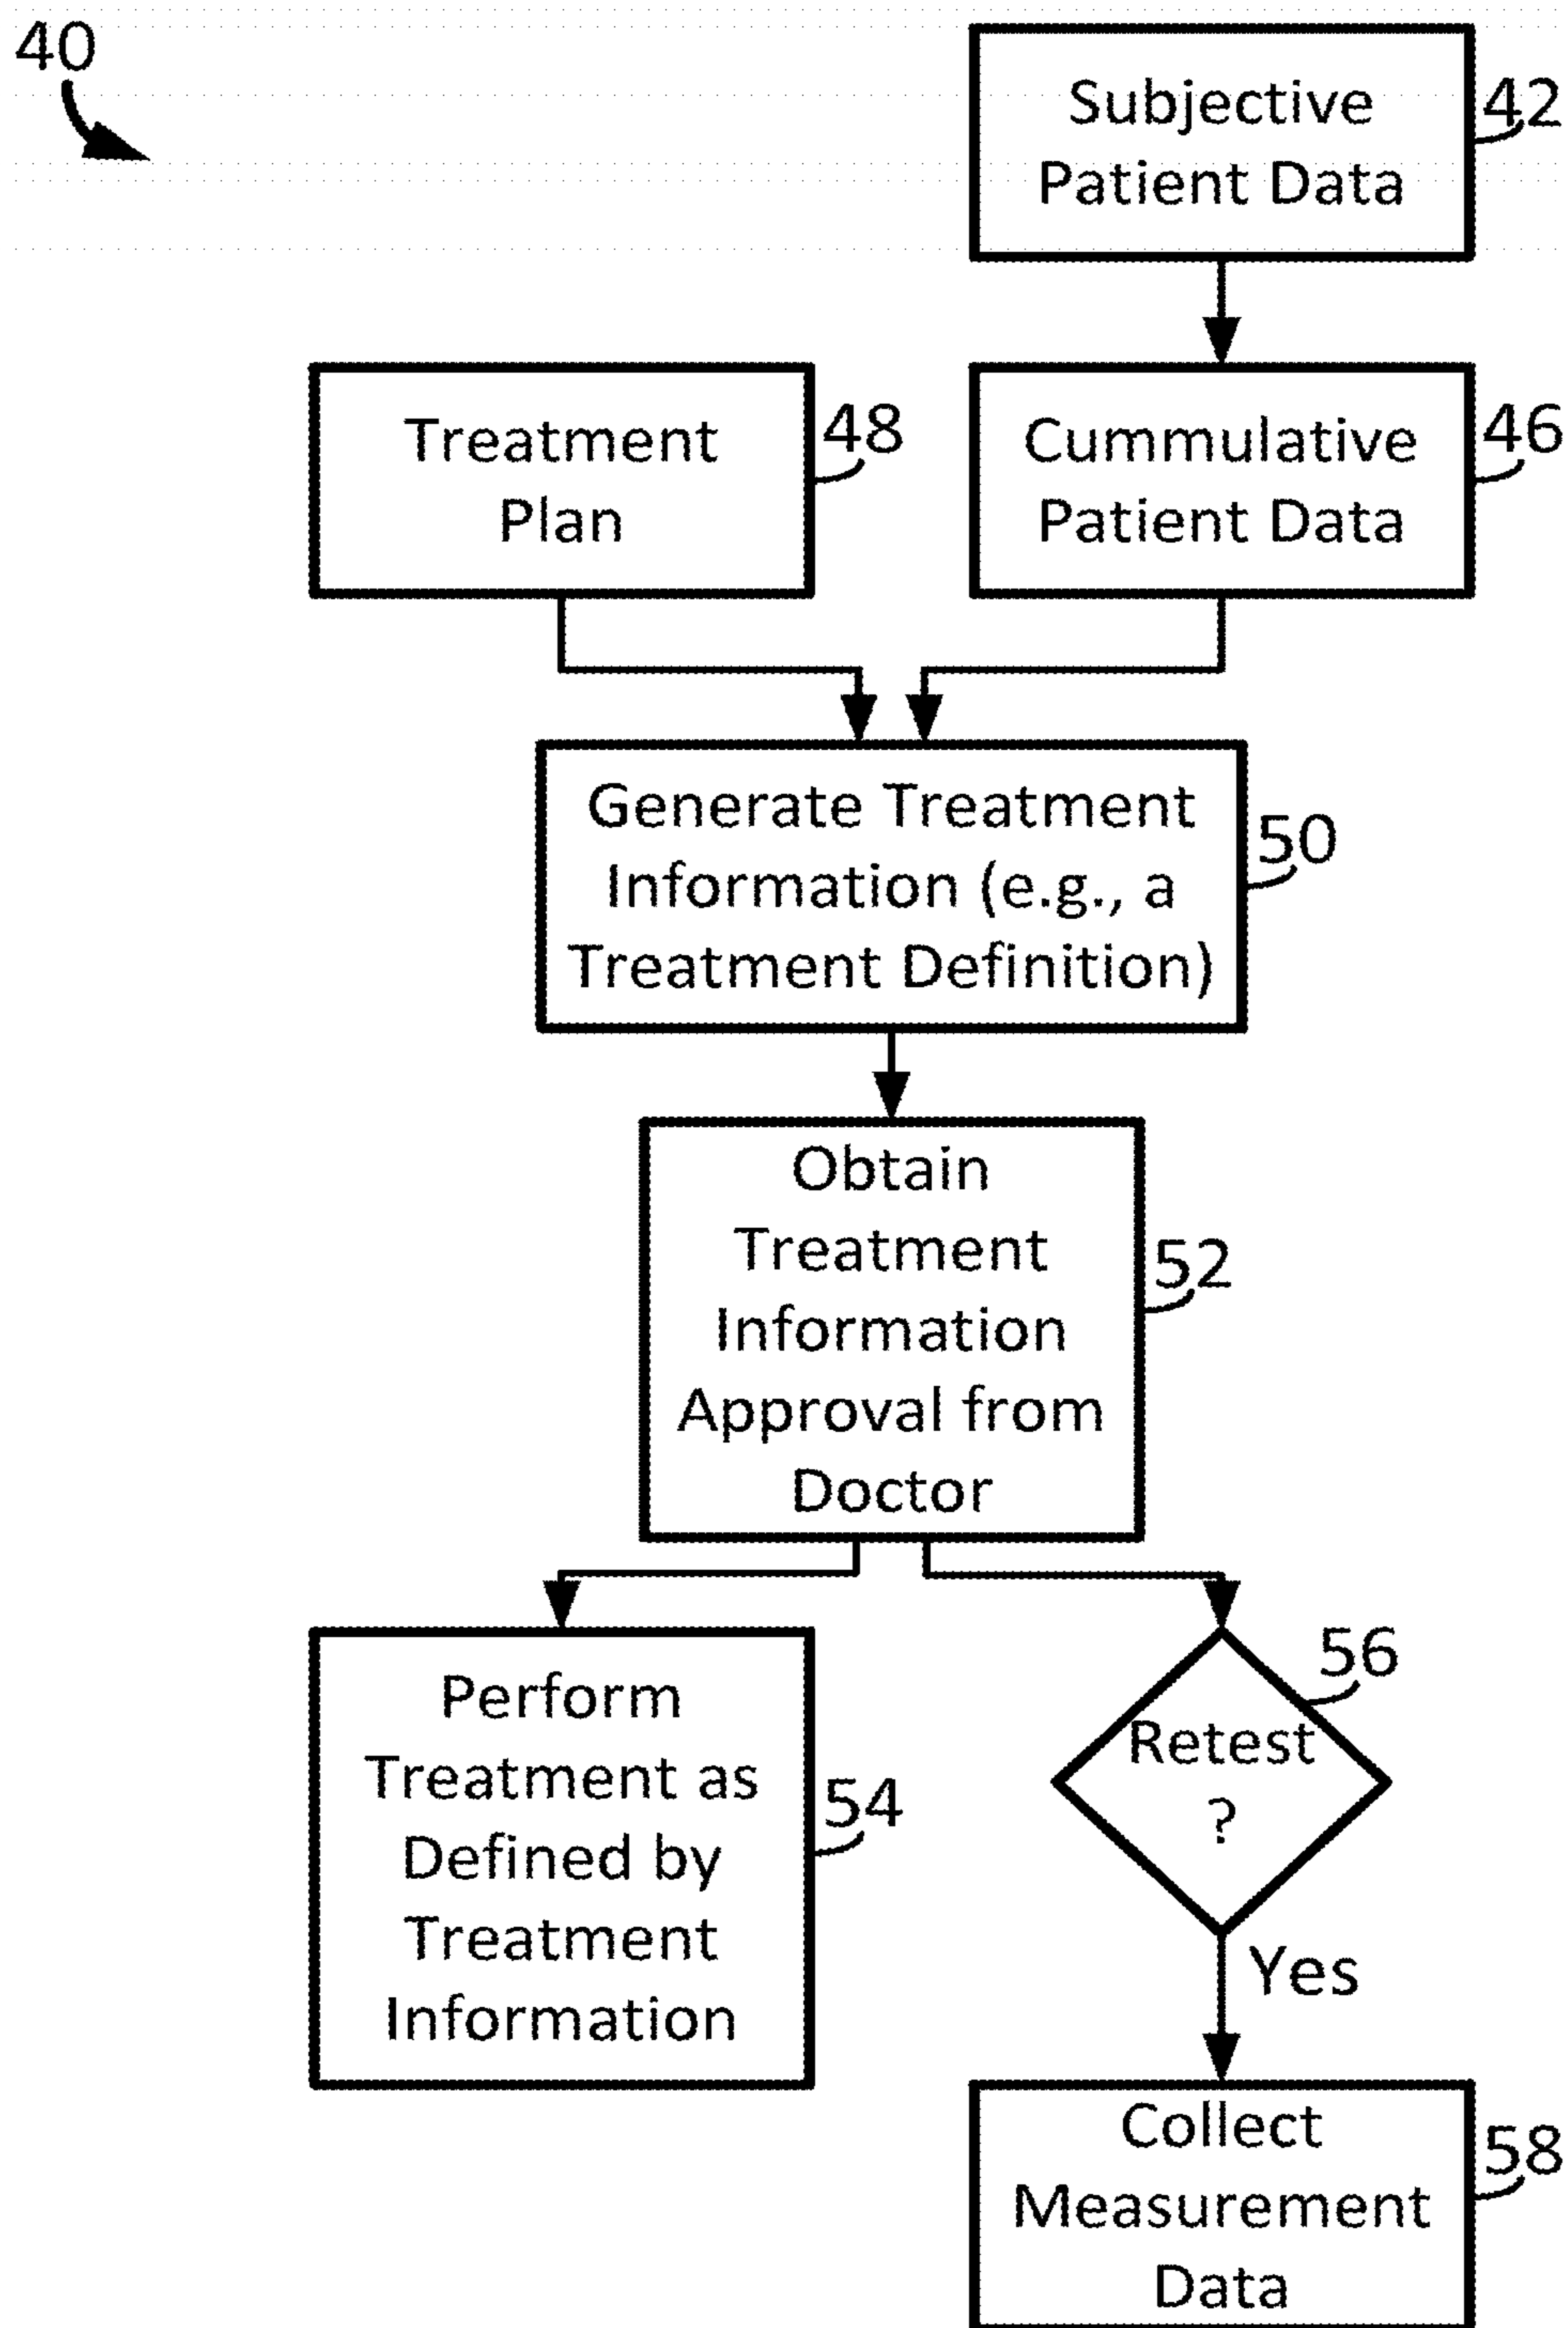 40
Subjective
Patient Data
42
Treatment
Plan
48
Cummulative
Patient Data
46
Generate Treatment
Information (e.g., a
Treatment Definition)
50
Obtain
Treatment
Information
Approval from
Doctor
52
Perform
Treatment as
Defined by
Treatment
Information
54
Retest
?
56
Yes
Collect
Measurement
Data
58